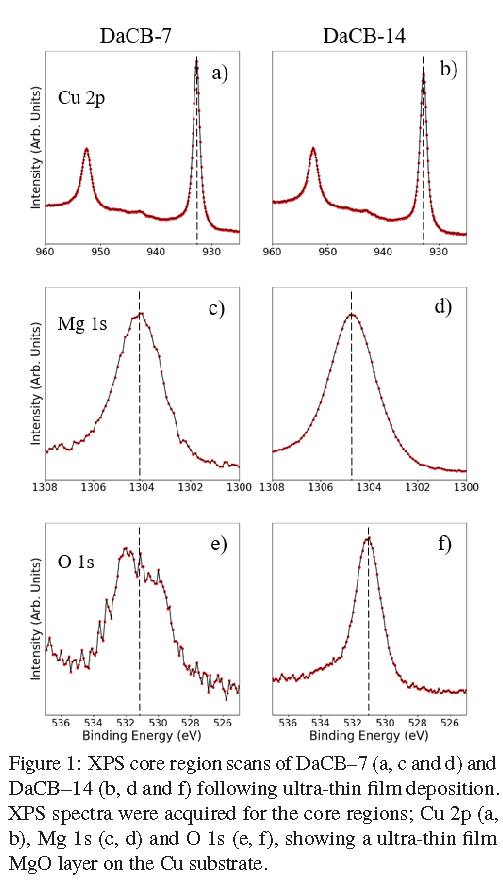 DaCB-7 DaCB-14
a) b)
Cu 2p
Intensity (Arb. Units)
960 950 940 930 960 950 940 930
c) d)
Mg 1s
Intensity (Arb. Units)
1308 1306 1304 1302 1300 1308 1306 1304 1302 1300
e) f)
O 1s
Intensity (Arb. Units)
536 534 532 530 528 526 536 534 532 530 528 526
Binding Energy (eV) Binding Energy (eV)
Figure 1: XPS core region scans of DaCB–7 (a, c and d) and
DaCB–14 (b, d and f) following ultra-thin film deposition.
XPS spectra were acquired for the core regions; Cu 2p (a,
b), Mg 1s (c, d) and O 1s (e, f), showing a ultra-thin film
MgO layer on the Cu substrate.